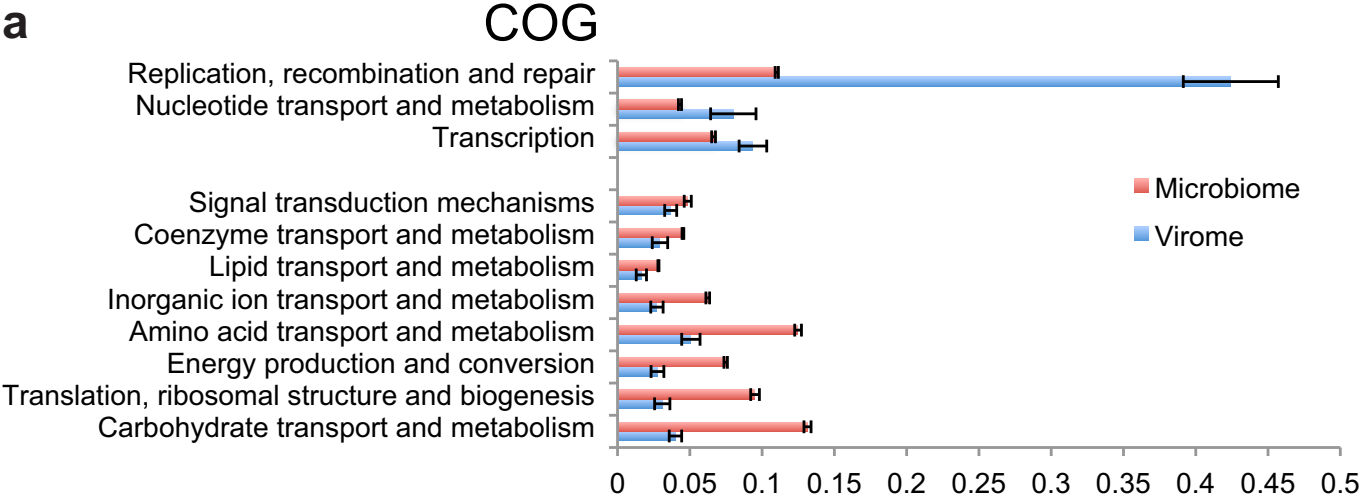 a
COG
Replication, recombination and repair
Nucleotide transport and metabolism
Transcription
Signal transduction mechanisms
Coenzyme transport and metabolism
Lipid transport and metabolism
Inorganic ion transport and metabolism
Amino acid transport and metabolism
Energy production and conversion
Translation, ribosomal structure and biogenesis
Carbohydrate transport and metabolism
Microbiome
Virome
0 0.05 0.1 0.15 0.2 0.25 0.3 0.35 0.4 0.45 0.5